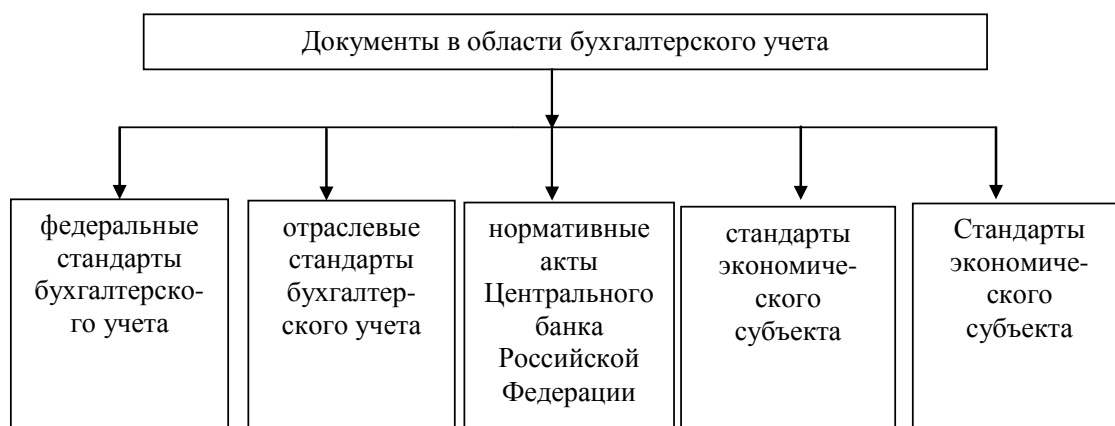 Документы в области бухгалтерского учета
федеральные
стандарты
бухгалтерско-
го учета
отраслевые
стандарты
бухгалтер-
ского учета
нормативные
акты
Центрального
банка
Российской
Федерации
стандарты
экономиче-
ского
субъекта
Стандарты
экономиче-
ского
субъекта